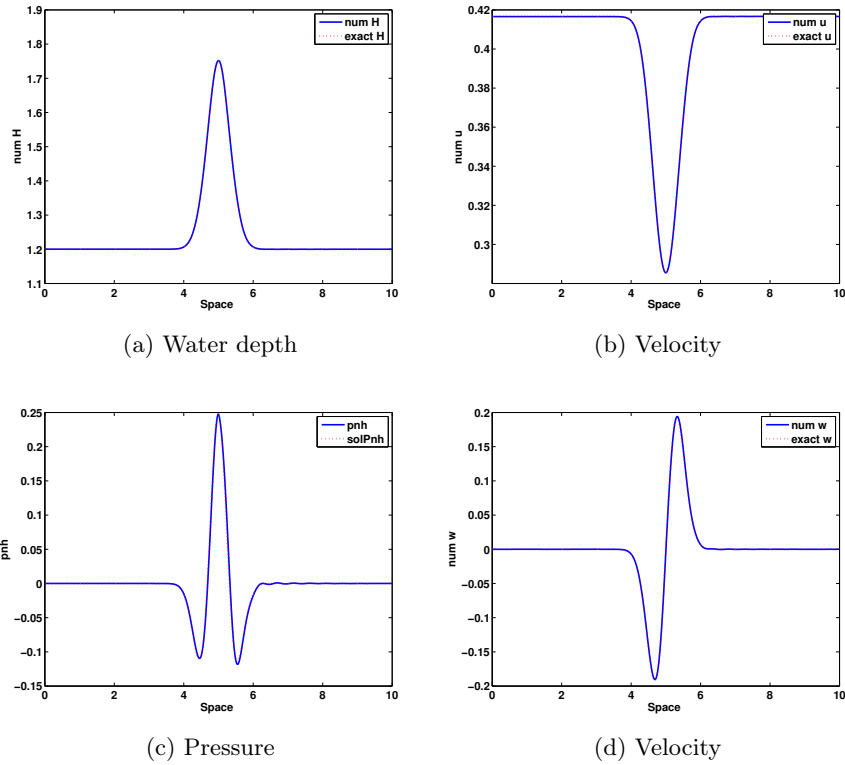 1.9
1.8
1.7
1.6
1.5
1.4
1.3
1.2
1.1
num H
0 2 4 6 8 10
Space
num H
exact H
(a) Water depth
0.42
0.4
0.38
0.36
0.34
0.32
0.3
num u
0 2 4 6 8 10
Space
num u
exact u
(b) Velocity
0.25
0.2
0.15
0.1
0.05
0
−0.05
−0.1
−0.15
pnh
0 2 4 6 8 10
Space
pnh
solPnh
(c) Pressure
0.2
0.15
0.1
0.05
0
−0.05
−0.1
−0.15
−0.2
num w
0 2 4 6 8 10
Space
num w
exact w
(d) Velocity